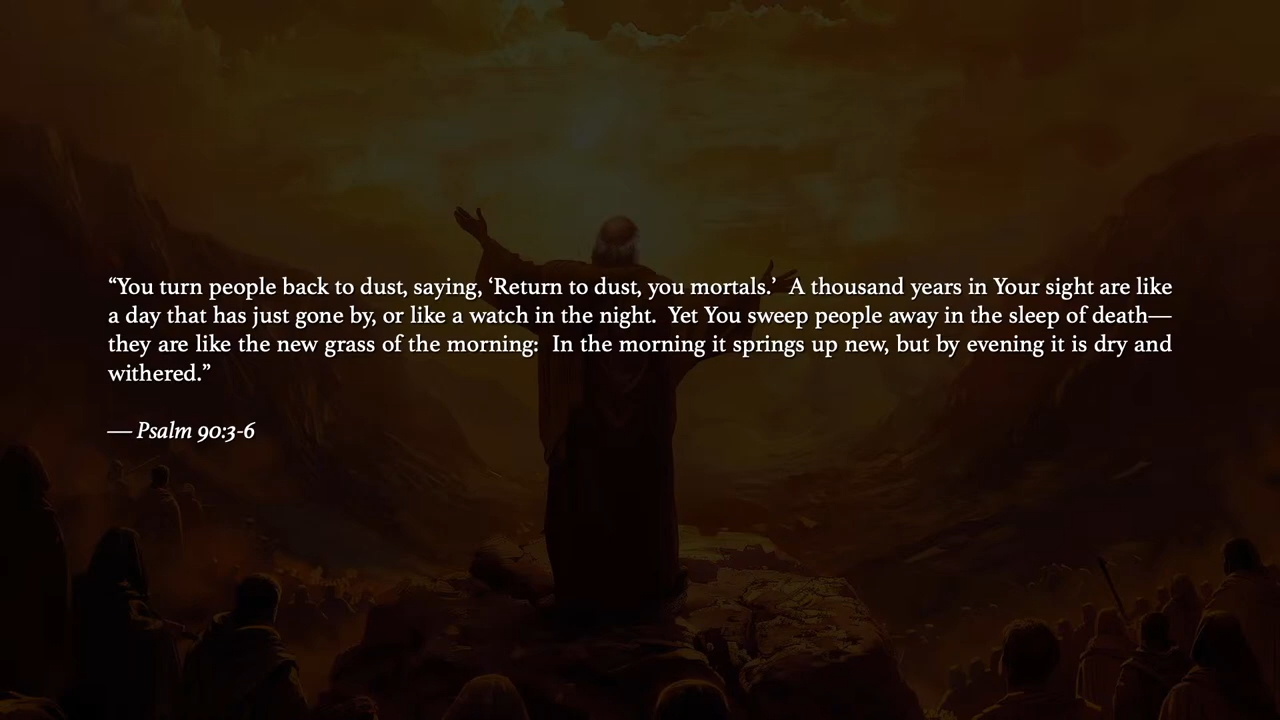 “You turn people back to dust, saying, ‘Return to dust, you mortals.’  A thousand years in Your sight are like
a day that has just gone by, or like a watch in the night.  Yet You sweep people away in the sleep of death—
they are like the new grass of the morning:  In the morning it springs up new, but by evening it is dry and
withered.”
— Psalm 90:3-6